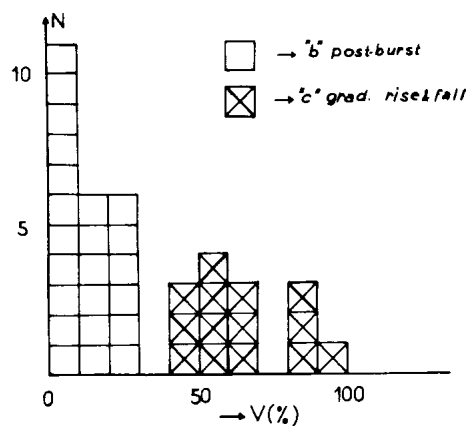 N
→ "b" post-burst
→ "c" grad. rise&fall
10
5
0 50 100
→ V(%)